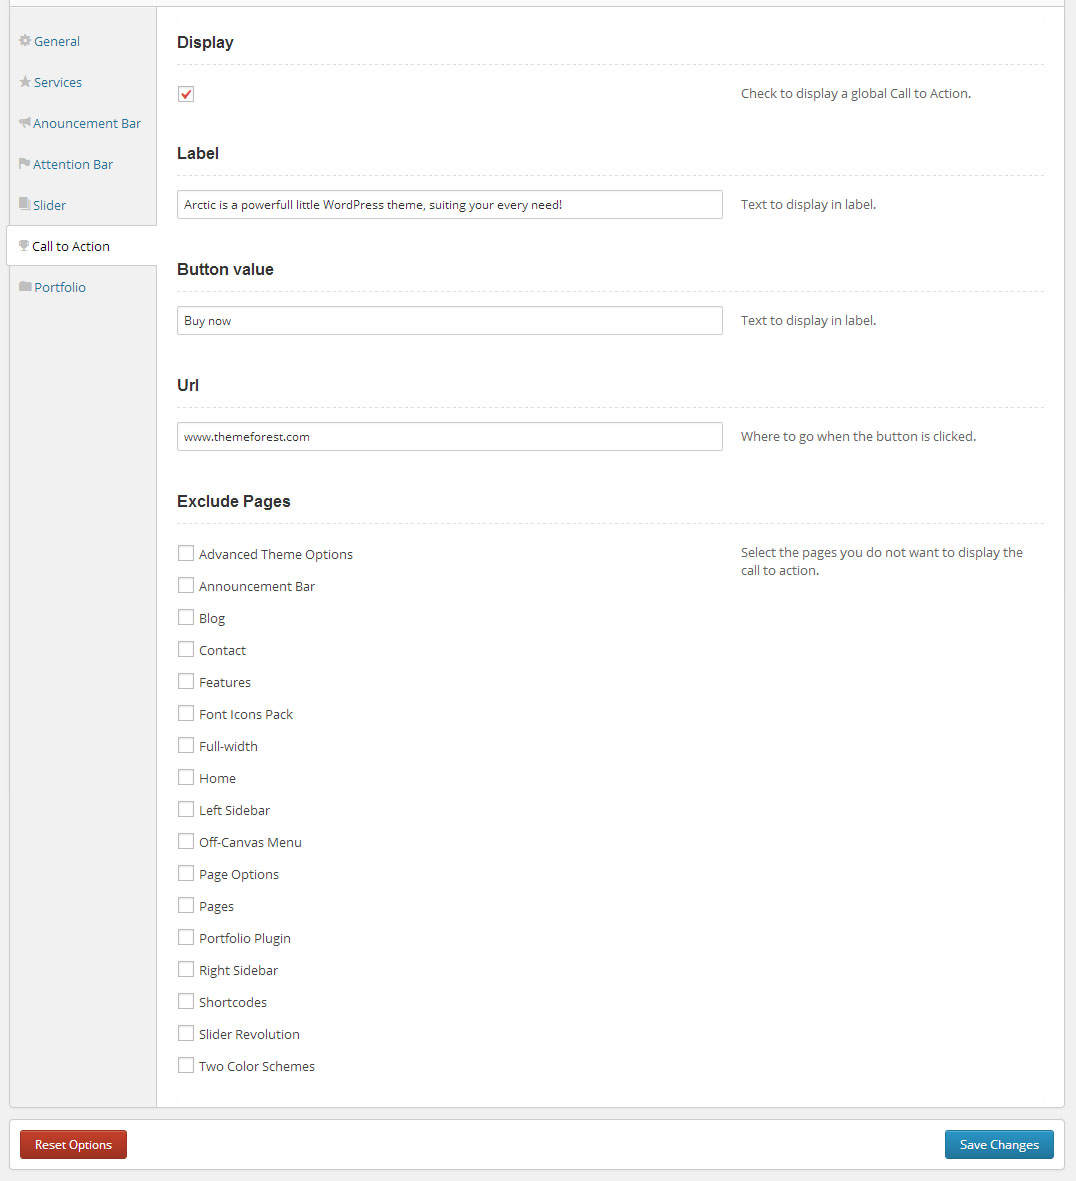 General
Services
Anouncement Bar
Attention Bar
Slider
Call to Action
Portfolio
Display
Check to display a global Call to Action.
Label
Arctic is a powerfull little WordPress theme, suiting your every need!
Text to display in label.
Button value
Buy now
Text to display in label.
Url
www.themeforest.com
Where to go when the button is clicked.
Exclude Pages
Select the pages you do not want to display the
call to action.
Advanced Theme Options
Announcement Bar
Blog
Contact
Features
Font Icons Pack
Full-width
Home
Left Sidebar
Off-Canvas Menu
Page Options
Pages
Portfolio Plugin
Right Sidebar
Shortcodes
Slider Revolution
Two Color Schemes
Reset Options
Save Changes